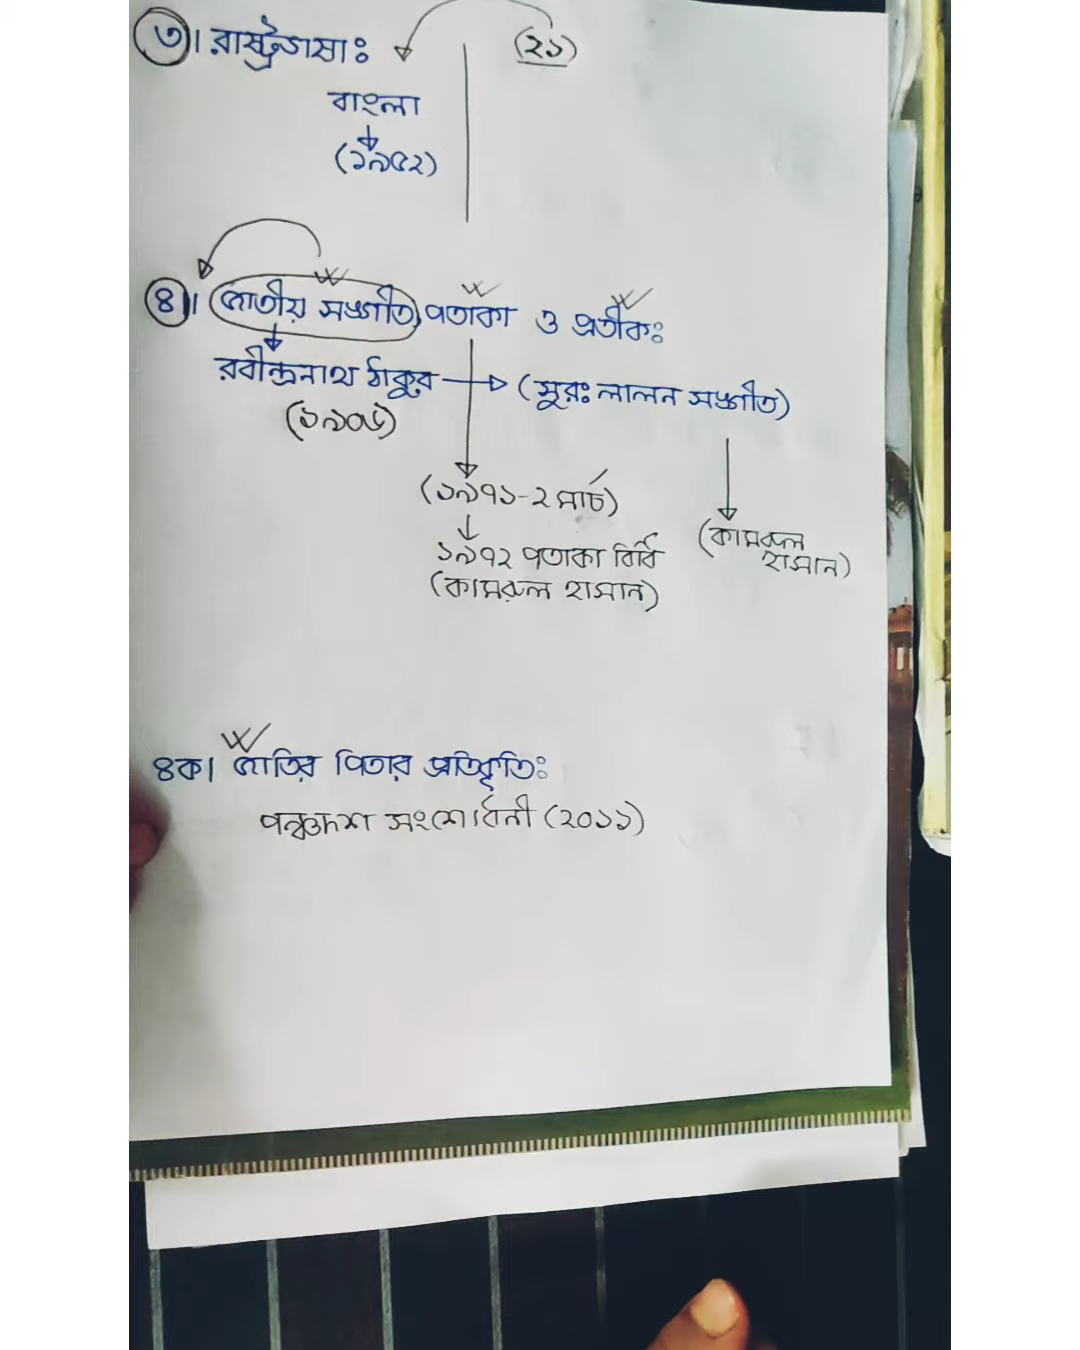 ৩। রাষ্ট্রভাষাঃ (২১)
বাংলা
(১৯৫২)
৪। জাতীয় সঙ্গীত, পতাকা ও প্রতীকঃ
রবীন্দ্রনাথ ঠাকুর (সুরঃ লালন সঙ্গীত)
(১৯০৬)
(১৯৭১-২ মার্চ)
১৯৭২ পতাকা বিধি
(কামরুল হাসান)
(কামরুল
হাসান)
৪ক। জাতির পিতার প্রতিকৃতিঃ
পঞ্চদশ সংশোধনী (২০১১)